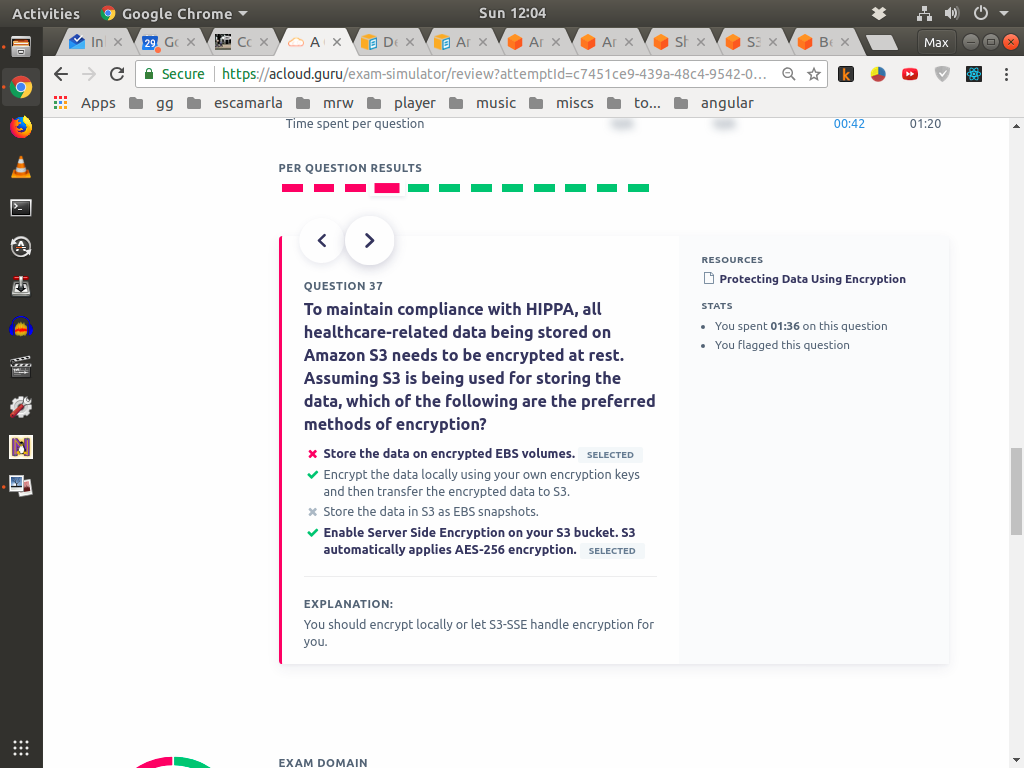 Activities
Google Chrome
Sun 12:04
In
Gc
Cc
A
De
Ar
Ar
Ar
Sh
S3
Be
Max
29
Secure
https://acloud.guru/exam-simulator/review?attemptId=c7451ce9-439a-48c4-9542-0...
Apps
gg
escamarla
mrw
player
music
miscs
to...
angular
Time spent per question
00:42
01:20
PER QUESTION RESULTS
QUESTION 37
To maintain compliance with HIPPA, all
healthcare-related data being stored on
Amazon S3 needs to be encrypted at rest.
Assuming S3 is being used for storing the
data, which of the following are the preferred
methods of encryption?
Store the data on encrypted EBS volumes. SELECTED
Encrypt the data locally using your own encryption keys
and then transfer the encrypted data to S3.
Store the data in S3 as EBS snapshots.
Enable Server Side Encryption on your S3 bucket. S3
automatically applies AES-256 encryption. SELECTED
EXPLANATION:
You should encrypt locally or let S3-SSE handle encryption for
you.
RESOURCES
Protecting Data Using Encryption
STATS
You spent 01:36 on this question
You flagged this question
EXAM DOMAIN